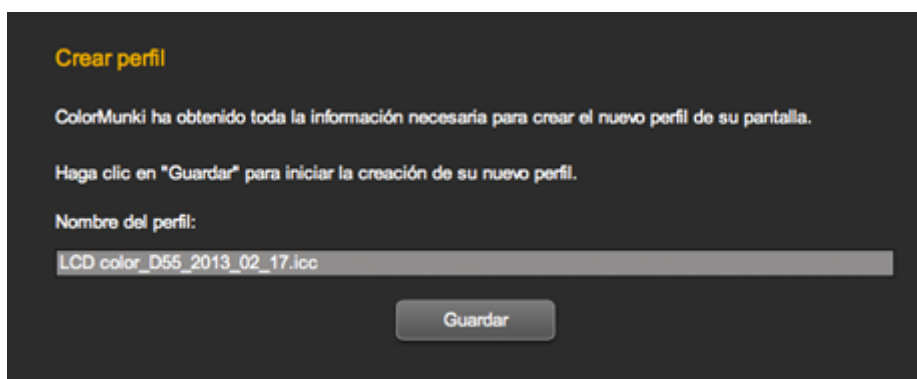 Crear perfil
ColorMunki ha obtenido toda la información necesaria para crear el nuevo perfil de su pantalla.
Haga clic en "Guardar" para iniciar la creación de su nuevo perfil.
Nombre del perfil:
LCD color_D55_2013_02_17.icc
Guardar